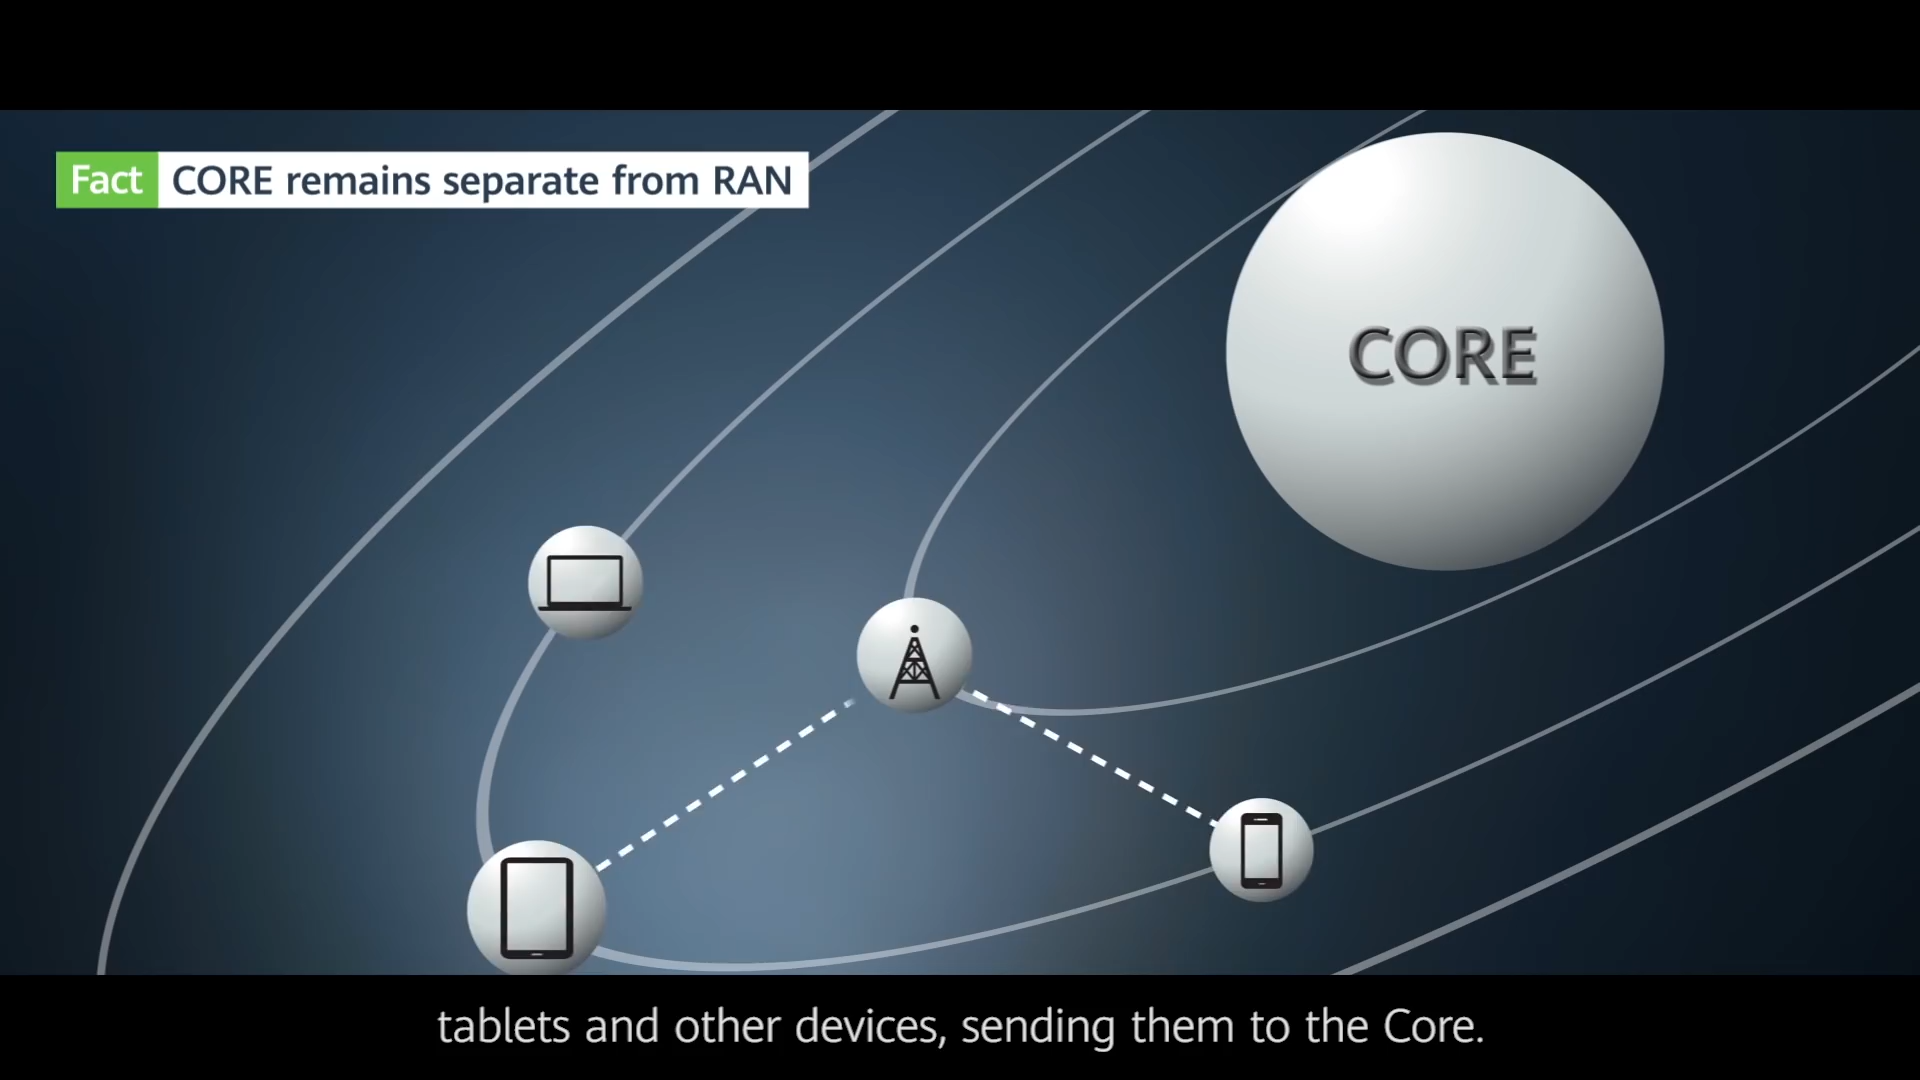 Fact CORE remains separate from RAN
CORE
tablets and other devices, sending them to the Core.